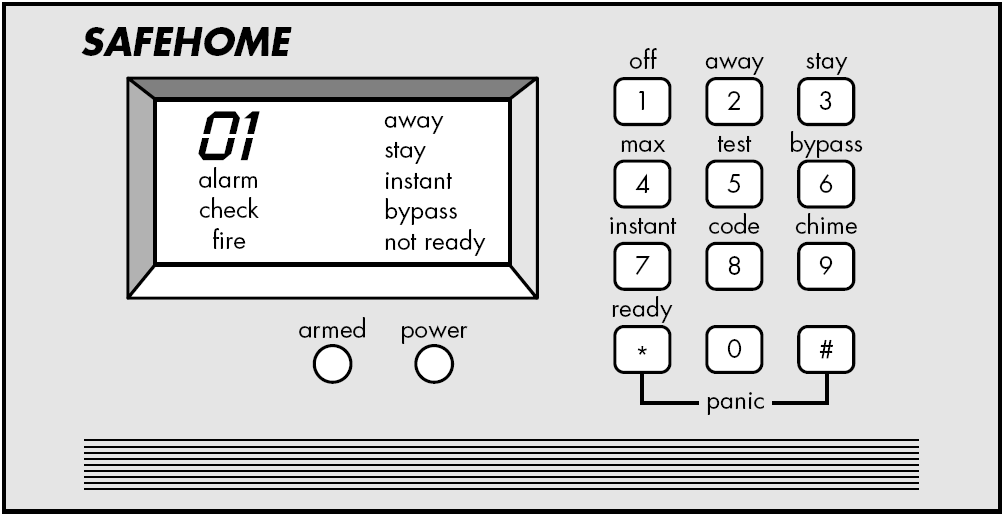 SAFEHOME
01
alarm
check
fire
away
stay
instant
bypass
not ready
armed power
off away stay
1 2 3
max test bypass
4 5 6
instant code chime
7 8 9
ready
* 0 #
panic